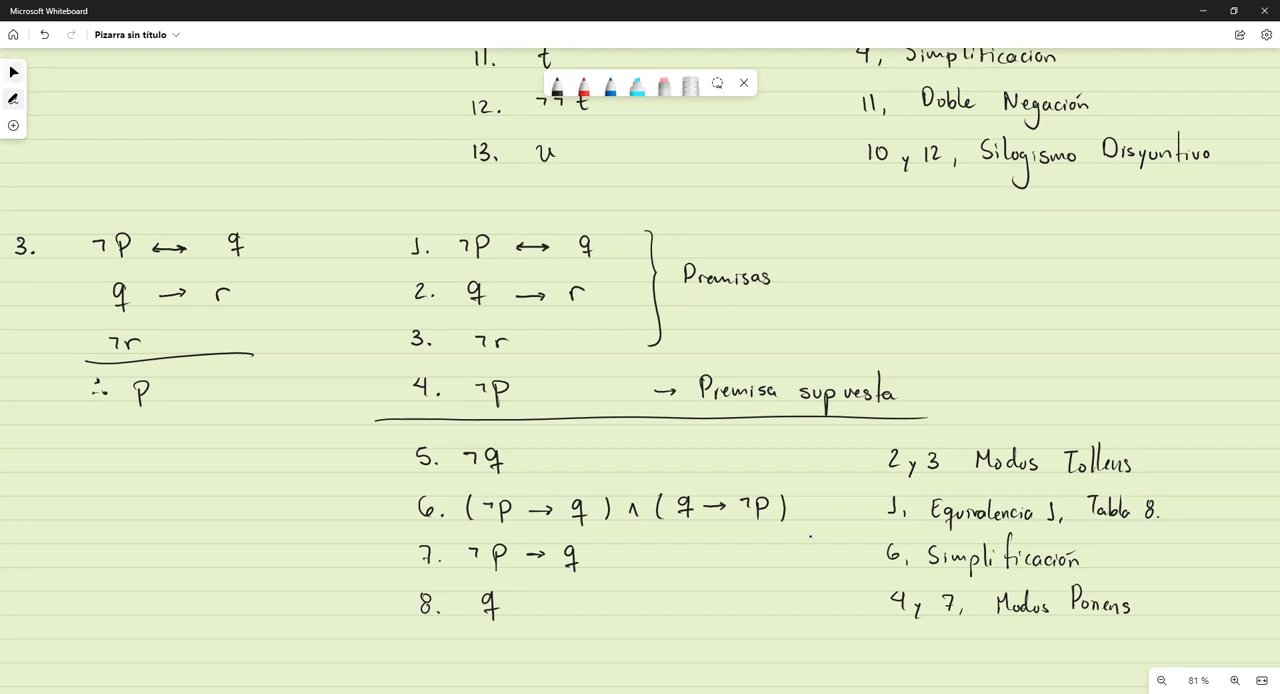 Microsoft Whiteboard
Pizarra sin título
11. t 4, Simplificacion
12. ¬¬t 11, Doble Negación
13. u 10 y 12, Silogismo Disyuntivo
3. ¬p ↔ q 1. ¬p ↔ q
q → r 2. q → r Premisas
¬r 3. ¬r
∴ p 4. ¬p → Premisa supuesta
5. ¬q 2 y 3 Modus Tollens
6. (¬p → q) ∧ (q → ¬p) 1, Equivalencia 1, Tabla 8.
7. ¬p → q 6, Simplificación
8. q 4 y 7, Modus Ponens
81 %